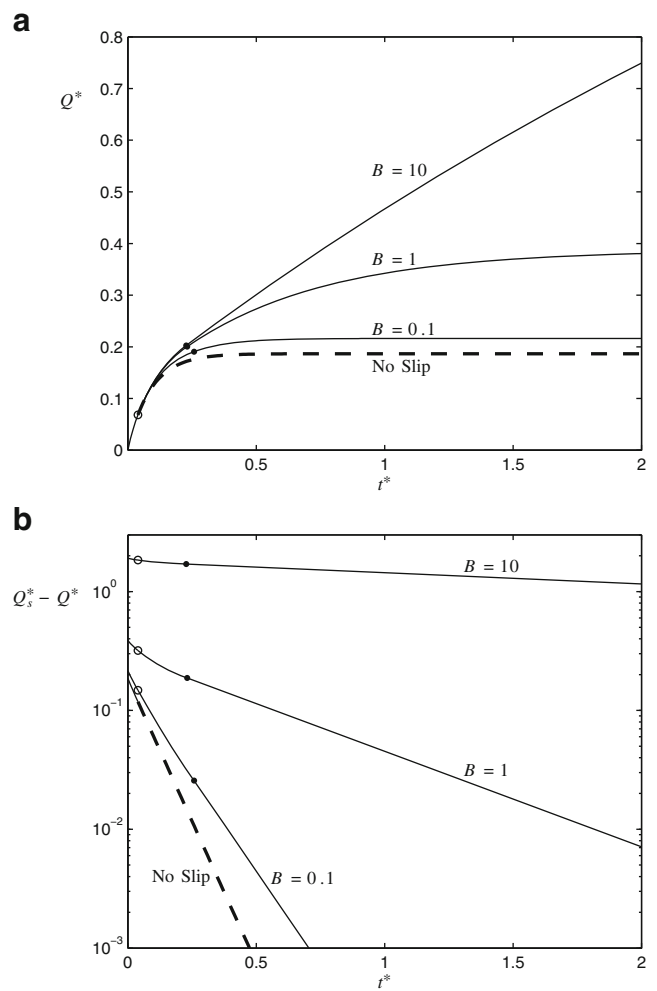 a
0.8
0.7
Q*
0.6
B = 10
0.5
0.4
B = 1
0.3
B = 0.1
0.2
No Slip
0.1
0
0.5
1
1.5
2
t*
b
B = 10
10^0
Q_s^* − Q^*
10^{-1}
B = 1
10^{-2}
No Slip
B = 0.1
10^{-3}
0
0.5
1
1.5
2
t*